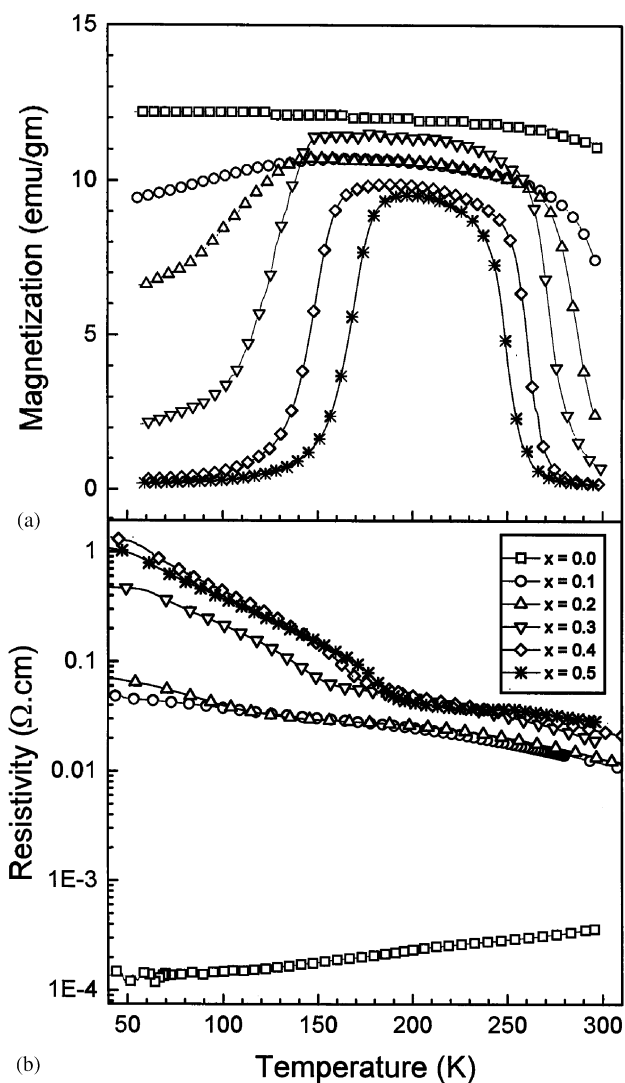 15
10
5
0
Magnetization (emu/gm)
(a)
1
0.1
0.01
1E-3
1E-4
Resistivity (Ω.cm)
x = 0.0
x = 0.1
x = 0.2
x = 0.3
x = 0.4
x = 0.5
50 100 150 200 250 300
(b)
Temperature (K)